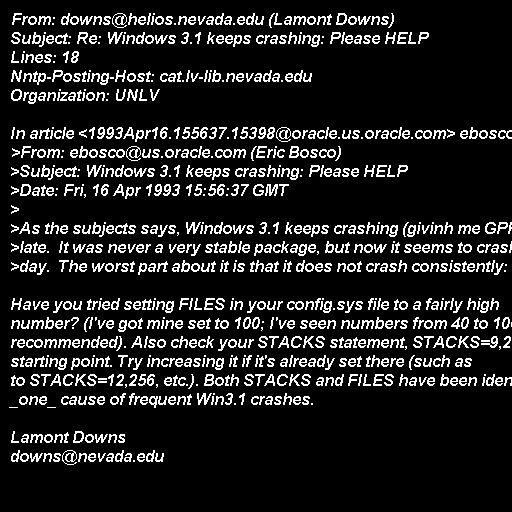 From: downs@helios.nevada.edu (Lamont Downs)
Subject: Re: Windows 3.1 keeps crashing: Please HELP
Lines: 18
Nntp-Posting-Host: cat.lv-lib.nevada.edu
Organization: UNLV

In article <1993Apr16.155637.15398@oracle.us.oracle.com> ebosco
>From: ebosco@us.oracle.com (Eric Bosco)
>Subject: Windows 3.1 keeps crashing: Please HELP
>Date: Fri, 16 Apr 1993 15:56:37 GMT
>
>As the subjects says, Windows 3.1 keeps crashing (givinh me GPF
>late.  It was never a very stable package, but now it seems to crash
>day.  The worst part about it is that it does not crash consistently:

Have you tried setting FILES in your config.sys file to a fairly high
number? (I've got mine set to 100; I've seen numbers from 40 to 100
recommended). Also check your STACKS statement, STACKS=9,2
starting point. Try increasing it if it's already set there (such as
to STACKS=12,256, etc.). Both STACKS and FILES have been iden
_one_ cause of frequent Win3.1 crashes.

Lamont Downs
downs@nevada.edu